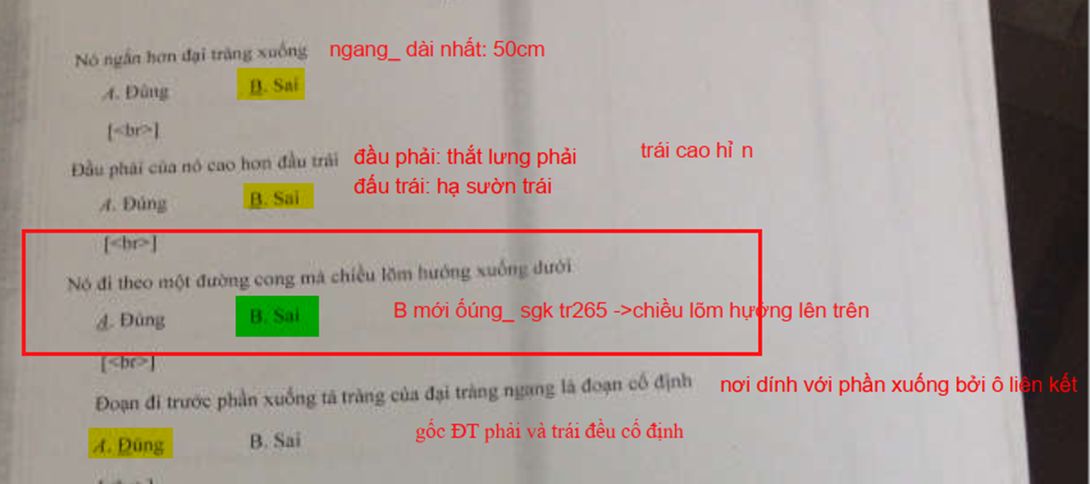 Nó ngắn hơn đại tràng xuống ngang_ dài nhất: 50cm
A. Đúng B. Sai
[<br>]
Đầu phải của nó cao hơn đầu trái đầu phải: thắt lưng phải trái cao hỉ n
đấu trái: hạ sườn trái
A. Đúng B. Sai
[<br>]
Nó đi theo một đường cong mà chiều lõm hướng xuống dưới
A. Đúng B. Sai B mới ốúng_ sgk tr265 ->chiều lõm hướng lên trên
[<br>]
Đoạn đi trước phần xuống tá tràng của đại tràng ngang là đoạn cố định nơi dính với phần xuống bởi ô liên kết
A. Đúng B. Sai gốc ĐT phải và trái đều cố định